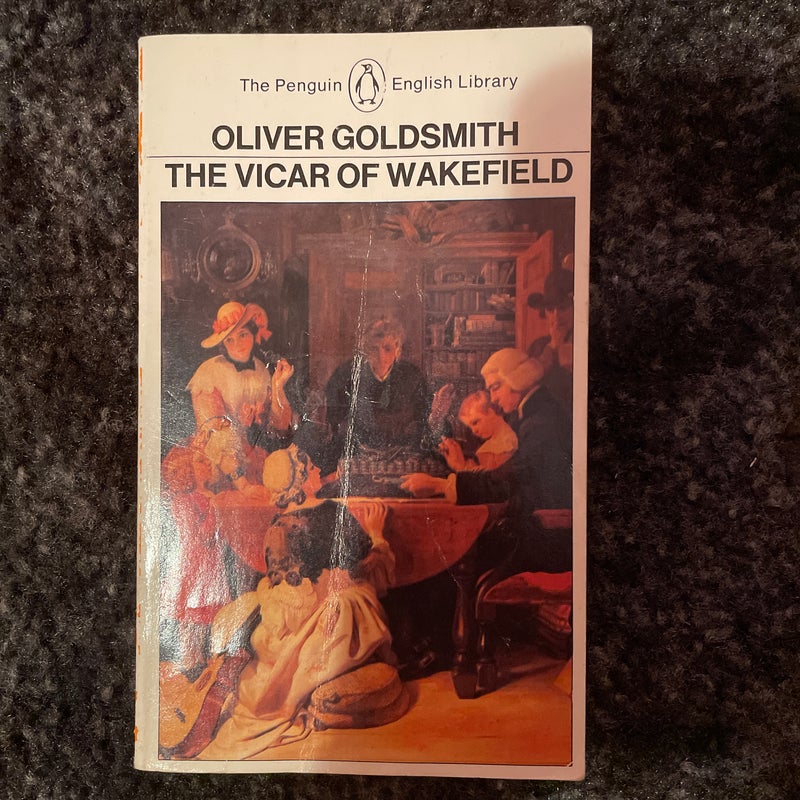 The Penguin English Library
OLIVER GOLDSMITH
THE VICAR OF WAKEFIELD